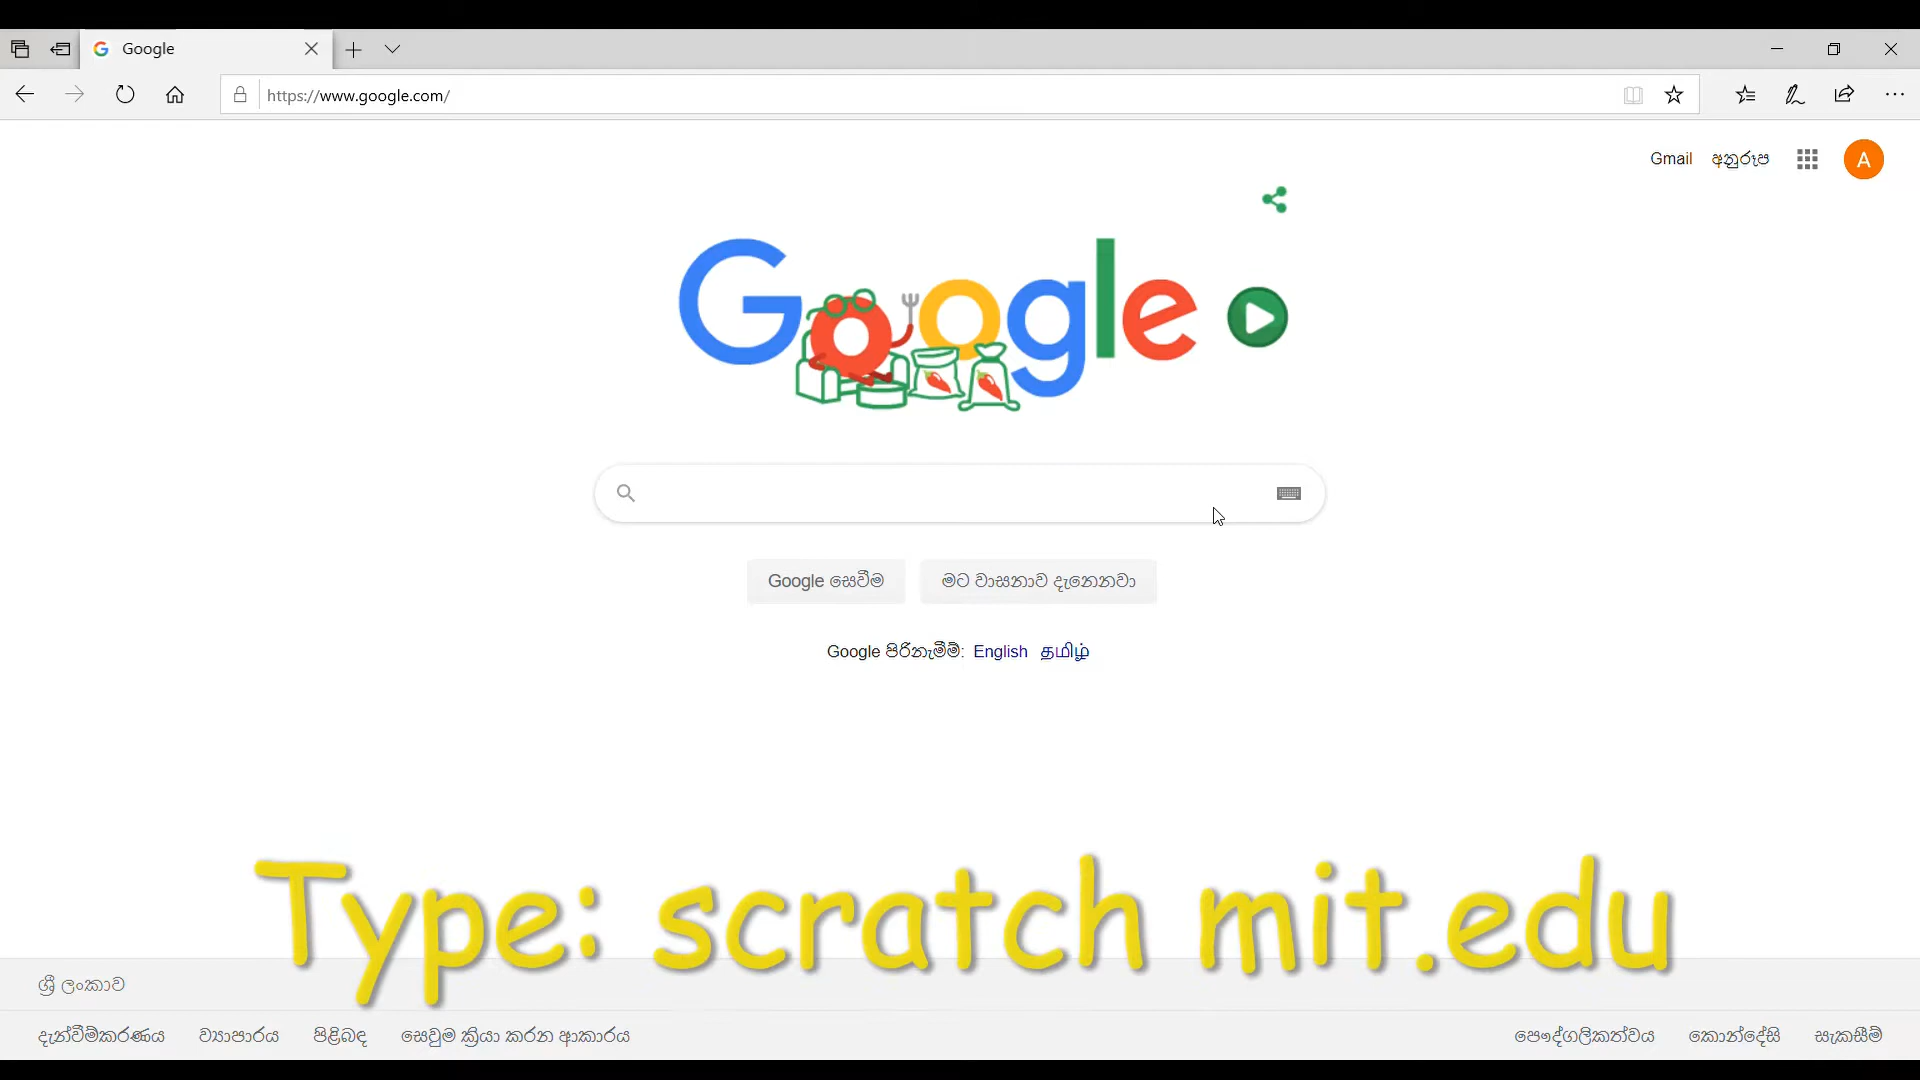 Google
https://www.google.com/
Gmail අනුරූප A
Google
Google සෙවීම මට වාසනාව දැනෙනවා
Google පිරිනැමීම්: English தமிழ்
Type: scratch mit.edu
ශ්‍රී ලංකාව
දැන්වීම්කරණය ව්‍යාපාරය පිළිබඳ සෙවුම ක්‍රියා කරන ආකාරය පෞද්ගලිකත්වය කොන්දේසි සැකසීම්